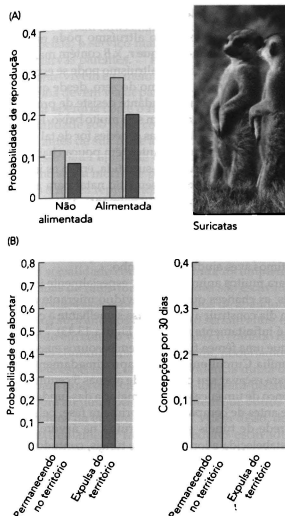 (A)
Probabilidade de reprodução
0,4
0,3
0,2
0,1
0
Não
alimentada
Alimentada
Suricatas
(B)
Probabilidade de abortar
0,8
0,7
0,6
0,5
0,4
0,3
0,2
0,1
0
Permanecendo
no território
Expulsa do
território
Concepções por 30 dias
0,4
0,3
0,2
0,1
0
Permanecendo
no território
Expulsa do
território